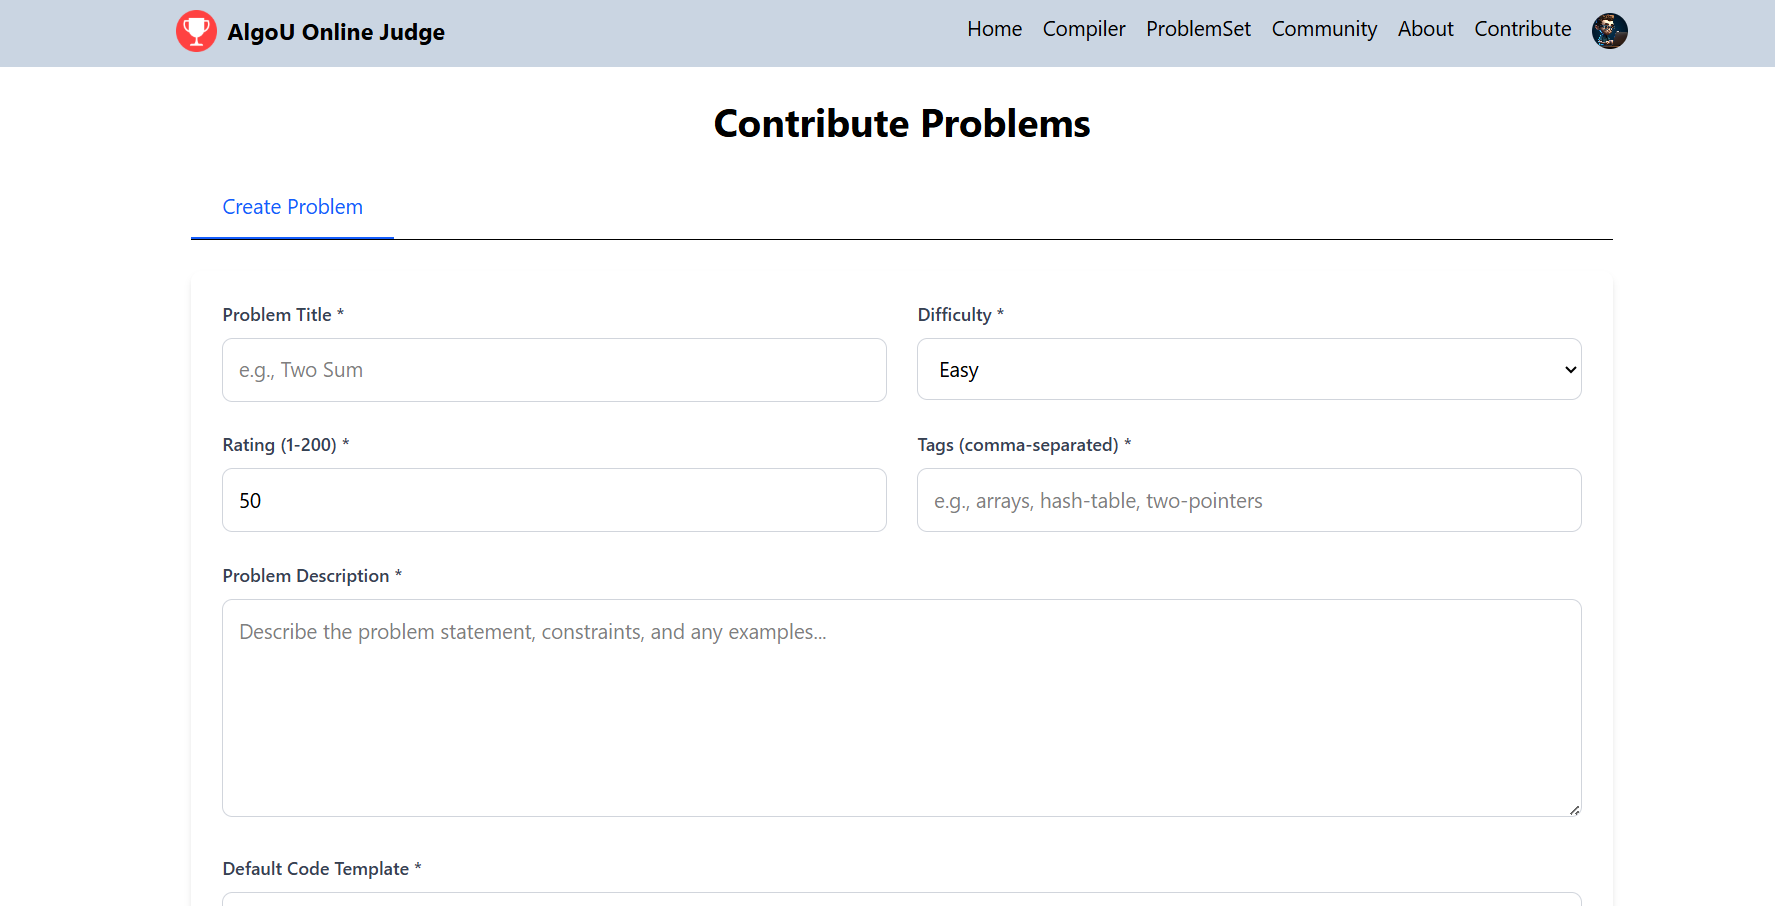 AlgoU Online Judge
Home Compiler ProblemSet Community About Contribute
Contribute Problems
Create Problem
Problem Title *
Difficulty *
e.g., Two Sum
Easy
Rating (1-200) *
Tags (comma-separated) *
50
e.g., arrays, hash-table, two-pointers
Problem Description *
Describe the problem statement, constraints, and any examples...
Default Code Template *